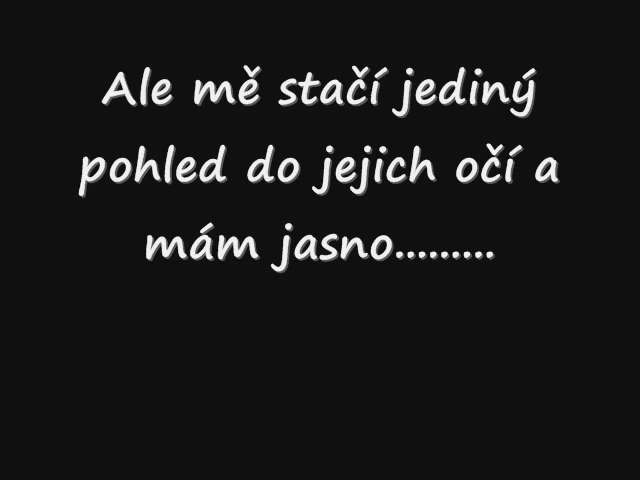 Ale mě stačí jediný
pohled do jejich očí a
mám jasno.........